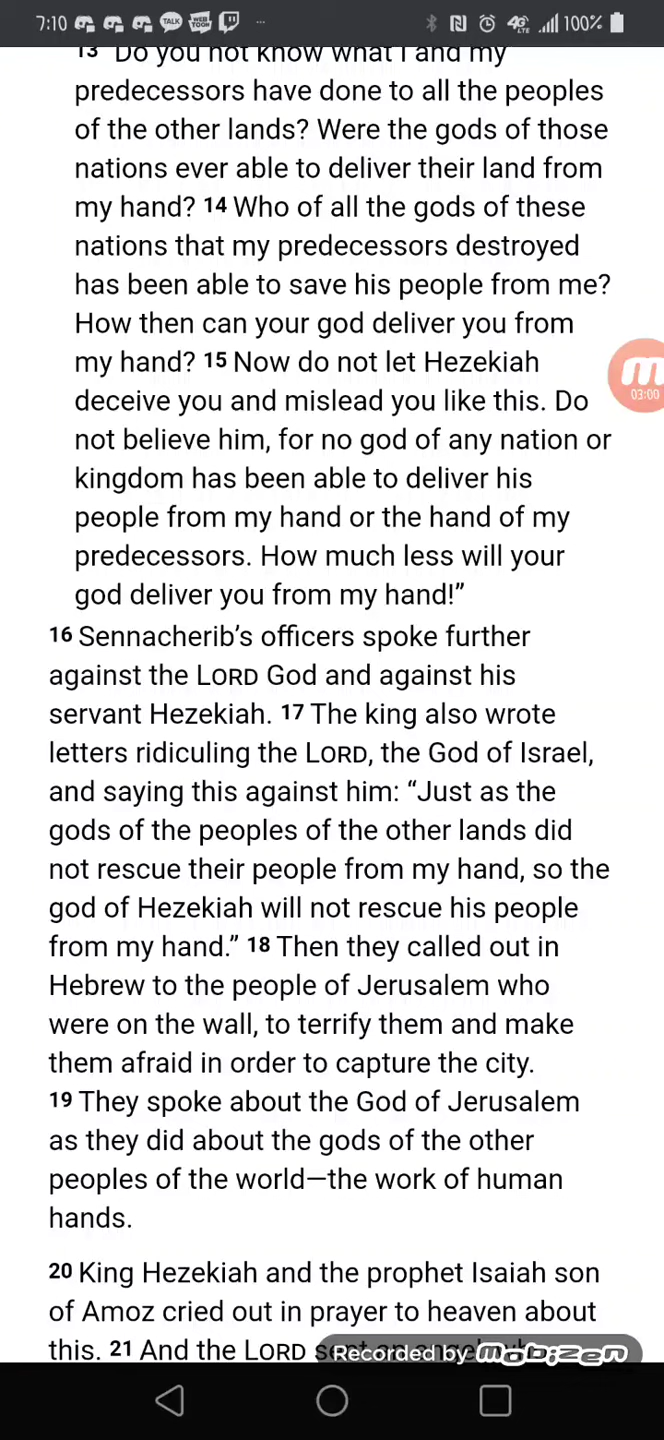 7:10 TALK WEB TOON ... 4G LTE 100%
13 "Do you not know what I and my
predecessors have done to all the peoples
of the other lands? Were the gods of those
nations ever able to deliver their land from
my hand? 14 Who of all the gods of these
nations that my predecessors destroyed
has been able to save his people from me?
How then can your god deliver you from
my hand? 15 Now do not let Hezekiah
deceive you and mislead you like this. Do
not believe him, for no god of any nation or
kingdom has been able to deliver his
people from my hand or the hand of my
predecessors. How much less will your
god deliver you from my hand!”
16 Sennacherib’s officers spoke further
against the LORD God and against his
servant Hezekiah. 17 The king also wrote
letters ridiculing the LORD, the God of Israel,
and saying this against him: “Just as the
gods of the peoples of the other lands did
not rescue their people from my hand, so the
god of Hezekiah will not rescue his people
from my hand.” 18 Then they called out in
Hebrew to the people of Jerusalem who
were on the wall, to terrify them and make
them afraid in order to capture the city.
19 They spoke about the God of Jerusalem
as they did about the gods of the other
peoples of the world—the work of human
hands.
20 King Hezekiah and the prophet Isaiah son
of Amoz cried out in prayer to heaven about
this. 21 And the LORD
m
03:00
Recorded by mobizen